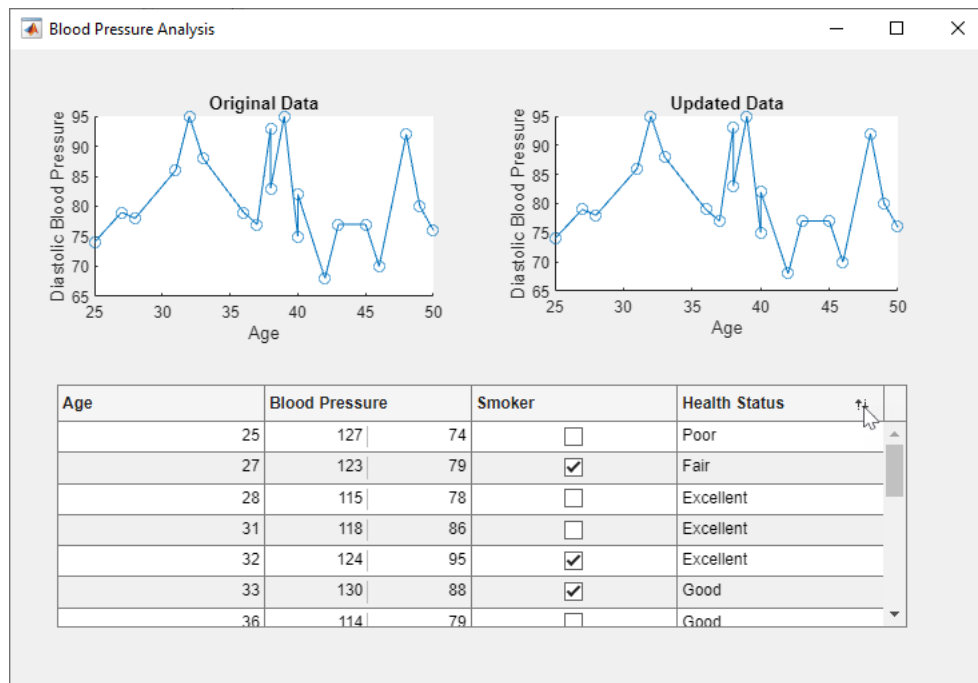 Blood Pressure Analysis
Original Data
Diastolic Blood Pressure
95
90
85
80
75
70
65
25 30 35 40 45 50
Age
Updated Data
Diastolic Blood Pressure
95
90
85
80
75
70
65
25 30 35 40 45 50
Age
Age Blood Pressure Smoker Health Status
25 127 74 Poor
27 123 79 Fair
28 115 78 Excellent
31 118 86 Excellent
32 124 95 Excellent
33 130 88 Good
36 114 79 Good